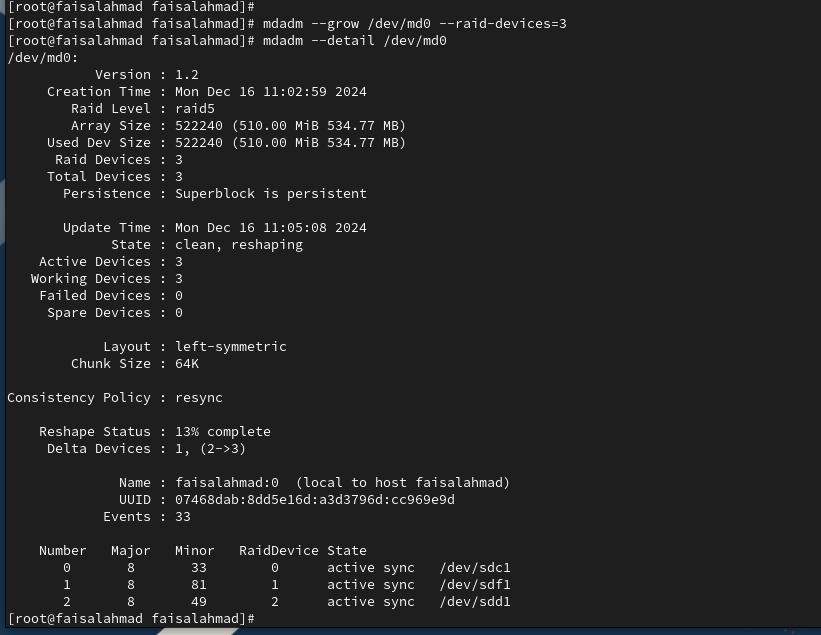 [root@faisalahmad faisalahmad]#
[root@faisalahmad faisalahmad]# mdadm --grow /dev/md0 --raid-devices=3
[root@faisalahmad faisalahmad]# mdadm --detail /dev/md0
/dev/md0:
           Version : 1.2
     Creation Time : Mon Dec 16 11:02:59 2024
        Raid Level : raid5
        Array Size : 522240 (510.00 MiB 534.77 MB)
     Used Dev Size : 522240 (510.00 MiB 534.77 MB)
      Raid Devices : 3
     Total Devices : 3
       Persistence : Superblock is persistent

       Update Time : Mon Dec 16 11:05:08 2024
             State : clean, reshaping
    Active Devices : 3
   Working Devices : 3
    Failed Devices : 0
     Spare Devices : 0

            Layout : left-symmetric
        Chunk Size : 64K

Consistency Policy : resync

    Reshape Status : 13% complete
     Delta Devices : 1, (2->3)

              Name : faisalahmad:0  (local to host faisalahmad)
              UUID : 07468dab:8dd5e16d:a3d3796d:cc969e9d
            Events : 33

    Number   Major   Minor   RaidDevice State
       0       8       33        0      active sync   /dev/sdc1
       1       8       81        1      active sync   /dev/sdf1
       2       8       49        2      active sync   /dev/sdd1
[root@faisalahmad faisalahmad]#